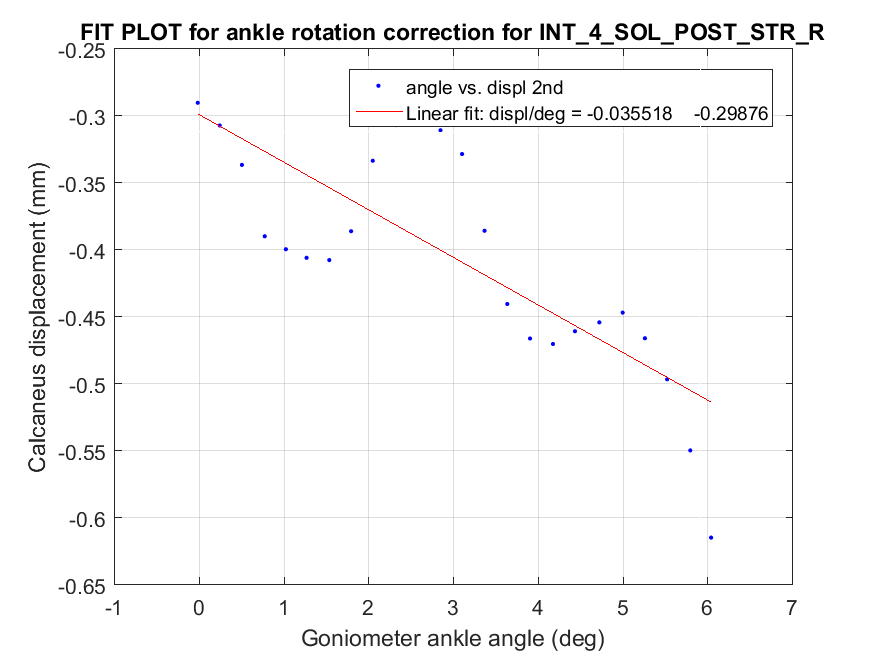 FIT PLOT for ankle rotation correction for INT_4_SOL_POST_STR_R
-0.25
angle vs. displ 2nd
Linear fit: displ/deg = -0.035518 -0.29876
-0.3
-0.35
-0.4
-0.45
-0.5
-0.55
-0.6
-0.65
Calcaneus displacement (mm)
-1 0 1 2 3 4 5 6 7
Goniometer ankle angle (deg)